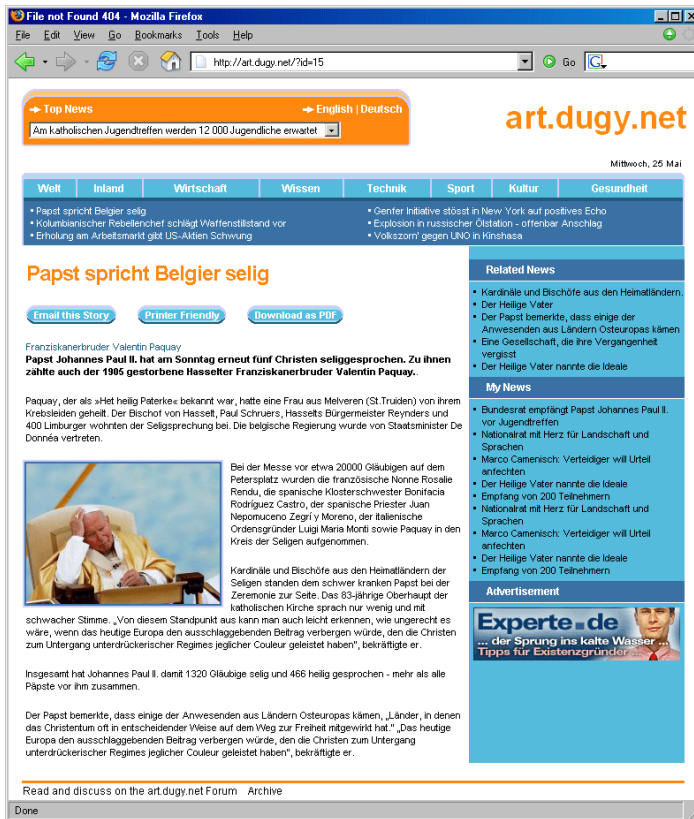 File not Found 404 - Mozilla Firefox
File Edit View Go Bookmarks Tools Help
http://art.dugy.net/?id=15 Go G
Top News English | Deutsch
Am katholischen Jugendtreffen werden 12 000 Jugendliche erwartet
art.dugy.net
Mittwoch, 25 Mai
Welt Inland Wirtschaft Wissen Technik Sport Kultur Gesundheit
• Papst spricht Belgier selig
• Kolumbianischer Rebellenchef schlägt Waffenstillstand vor
• Erholung am Arbeitsmarkt gibt US-Aktien Schwung
• Genfer Initiative stösst in New York auf positives Echo
• Explosion in russischer Ölstation - offenbar Anschlag
• Volkszorn' gegen UNO in Kinshasa
Papst spricht Belgier selig
Email this Story Printer Friendly Download as PDF
Franziskanerbruder Valentin Paquay
Papst Johannes Paul II. hat am Sonntag erneut fünf Christen seliggesprochen. Zu ihnen
zählte auch der 1905 gestorbene Hasselter Franziskanerbruder Valentin Paquay..
Paquay, der als »Het heilig Paterke« bekannt war, hatte eine Frau aus Melveren (St.Truiden) von ihrem
Krebsleiden geheilt. Der Bischof von Hasselt, Paul Schruers, Hasselts Bürgermeister Reynders und
400 Limburger wohnten der Seligsprechung bei. Die belgische Regierung wurde von Staatsminister De
Donnéa vertreten.
Bei der Messe vor etwa 20000 Gläubigen auf dem
Petersplatz wurden die französische Nonne Rosalie
Rendu, die spanische Klosterschwester Bonifacia
Rodríguez Castro, der spanische Priester Juan
Nepomuceno Zegrí y Moreno, der italienische
Ordensgründer Luigi Maria Monti sowie Paquay in den
Kreis der Seligen aufgenommen.
Kardinäle und Bischöfe aus den Heimatländern der
Seligen standen dem schwer kranken Papst bei der
Zeremonie zur Seite. Das 83-jährige Oberhaupt der
katholischen Kirche sprach nur wenig und mit
schwacher Stimme. „Von diesem Standpunkt aus kann man auch leicht erkennen, wie ungerecht es
wäre, wenn das heutige Europa den ausschlaggebenden Beitrag verbergen würde, den die Christen
zum Untergang unterdrückerischer Regimes jeglicher Couleur geleistet haben", bekräftigte er.
Insgesamt hat Johannes Paul II. damit 1320 Gläubige selig und 466 heilig gesprochen - mehr als alle
Päpste vor ihm zusammen.
Der Papst bemerkte, dass einige der Anwesenden aus Ländern Osteuropas kämen, „Länder, in denen
das Christentum oft in entscheidender Weise auf dem Weg zur Freiheit mitgewirkt hat." „Das heutige
Europa den ausschlaggebenden Beitrag verbergen würde, den die Christen zum Untergang
unterdrückerischer Regimes jeglicher Couleur geleistet haben", bekräftigte er.
Related News
• Kardinäle und Bischöfe aus den Heimatländern.
• Der Heilige Vater
• Der Papst bemerkte, dass einige der
Anwesenden aus Ländern Osteuropas kämen
• Eine Gesellschaft, die ihre Vergangenheit
vergisst
• Der Heilige Vater nannte die Ideale
My News
• Bundesrat empfängt Papst Johannes Paul II.
vor Jugendtreffen
• Nationalrat mit Herz für Landschaft und
Sprachen
• Marco Camenisch: Verteidiger will Urteil
anfechten
• Der Heilige Vater nannte die Ideale
• Empfang von 200 Teilnehmern
• Nationalrat mit Herz für Landschaft und
Sprachen
• Marco Camenisch: Verteidiger will Urteil
anfechten
• Der Heilige Vater nannte die Ideale
• Empfang von 200 Teilnehmern
Advertisement
Experte.de
... der Sprung ins kalte Wasser ...
Tipps für Existenzgründer ...
Read and discuss on the art.dugy.net Forum Archive
Done